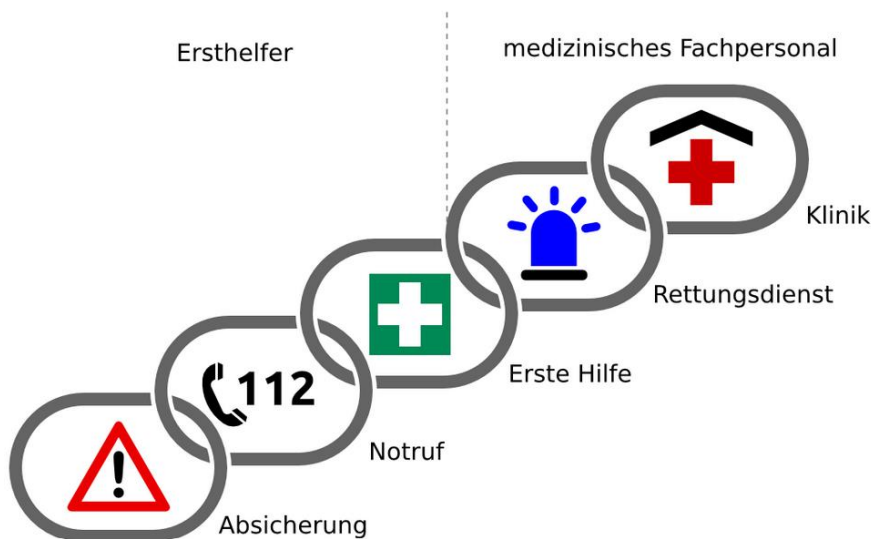 Ersthelfer
medizinisches Fachpersonal
Klinik
Rettungsdienst
Erste Hilfe
112
Notruf
!
Absicherung